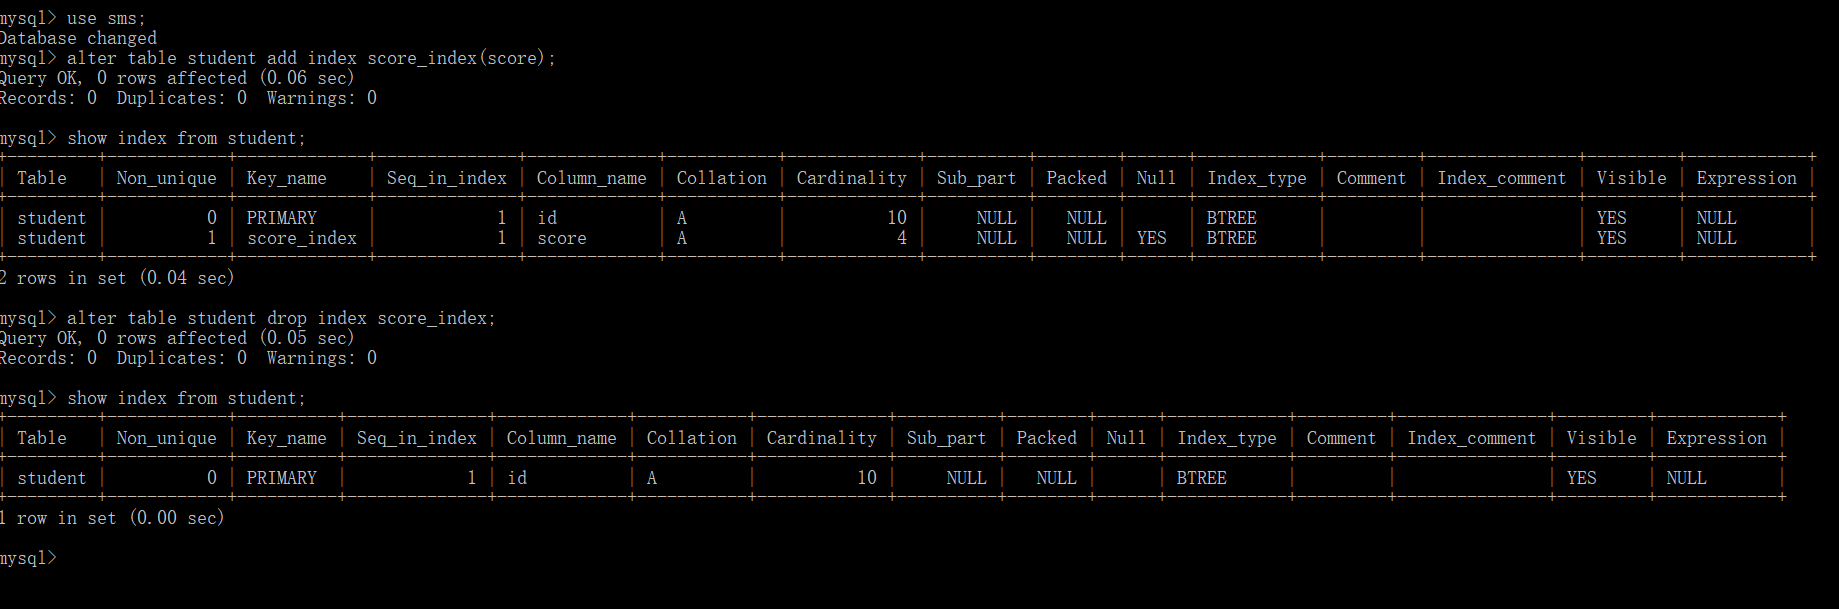 mysql> use sms;
Database changed
mysql> alter table student add index score_index(score);
Query OK, 0 rows affected (0.06 sec)
Records: 0  Duplicates: 0  Warnings: 0
mysql> show index from student;
+---------+------------+-------------+--------------+-------------+-----------+-------------+----------+--------+------+------------+---------+---------------+---------+------------+
| Table   | Non_unique | Key_name    | Seq_in_index | Column_name | Collation | Cardinality | Sub_part | Packed | Null | Index_type | Comment | Index_comment | Visible | Expression |
+---------+------------+-------------+--------------+-------------+-----------+-------------+----------+--------+------+------------+---------+---------------+---------+------------+
| student |          0 | PRIMARY     |            1 | id          | A         |          10 |     NULL |   NULL |      | BTREE      |         |               | YES     | NULL       |
| student |          1 | score_index |            1 | score       | A         |           4 |     NULL |   NULL | YES  | BTREE      |         |               | YES     | NULL       |
+---------+------------+-------------+--------------+-------------+-----------+-------------+----------+--------+------+------------+---------+---------------+---------+------------+
2 rows in set (0.04 sec)
mysql> alter table student drop index score_index;
Query OK, 0 rows affected (0.05 sec)
Records: 0  Duplicates: 0  Warnings: 0
mysql> show index from student;
+---------+------------+----------+--------------+-------------+-----------+-------------+----------+--------+------+------------+---------+---------------+---------+------------+
| Table   | Non_unique | Key_name | Seq_in_index | Column_name | Collation | Cardinality | Sub_part | Packed | Null | Index_type | Comment | Index_comment | Visible | Expression |
+---------+------------+----------+--------------+-------------+-----------+-------------+----------+--------+------+------------+---------+---------------+---------+------------+
| student |          0 | PRIMARY  |            1 | id          | A         |          10 |     NULL |   NULL |      | BTREE      |         |               | YES     | NULL       |
+---------+------------+----------+--------------+-------------+-----------+-------------+----------+--------+------+------------+---------+---------------+---------+------------+
1 row in set (0.00 sec)
mysql>